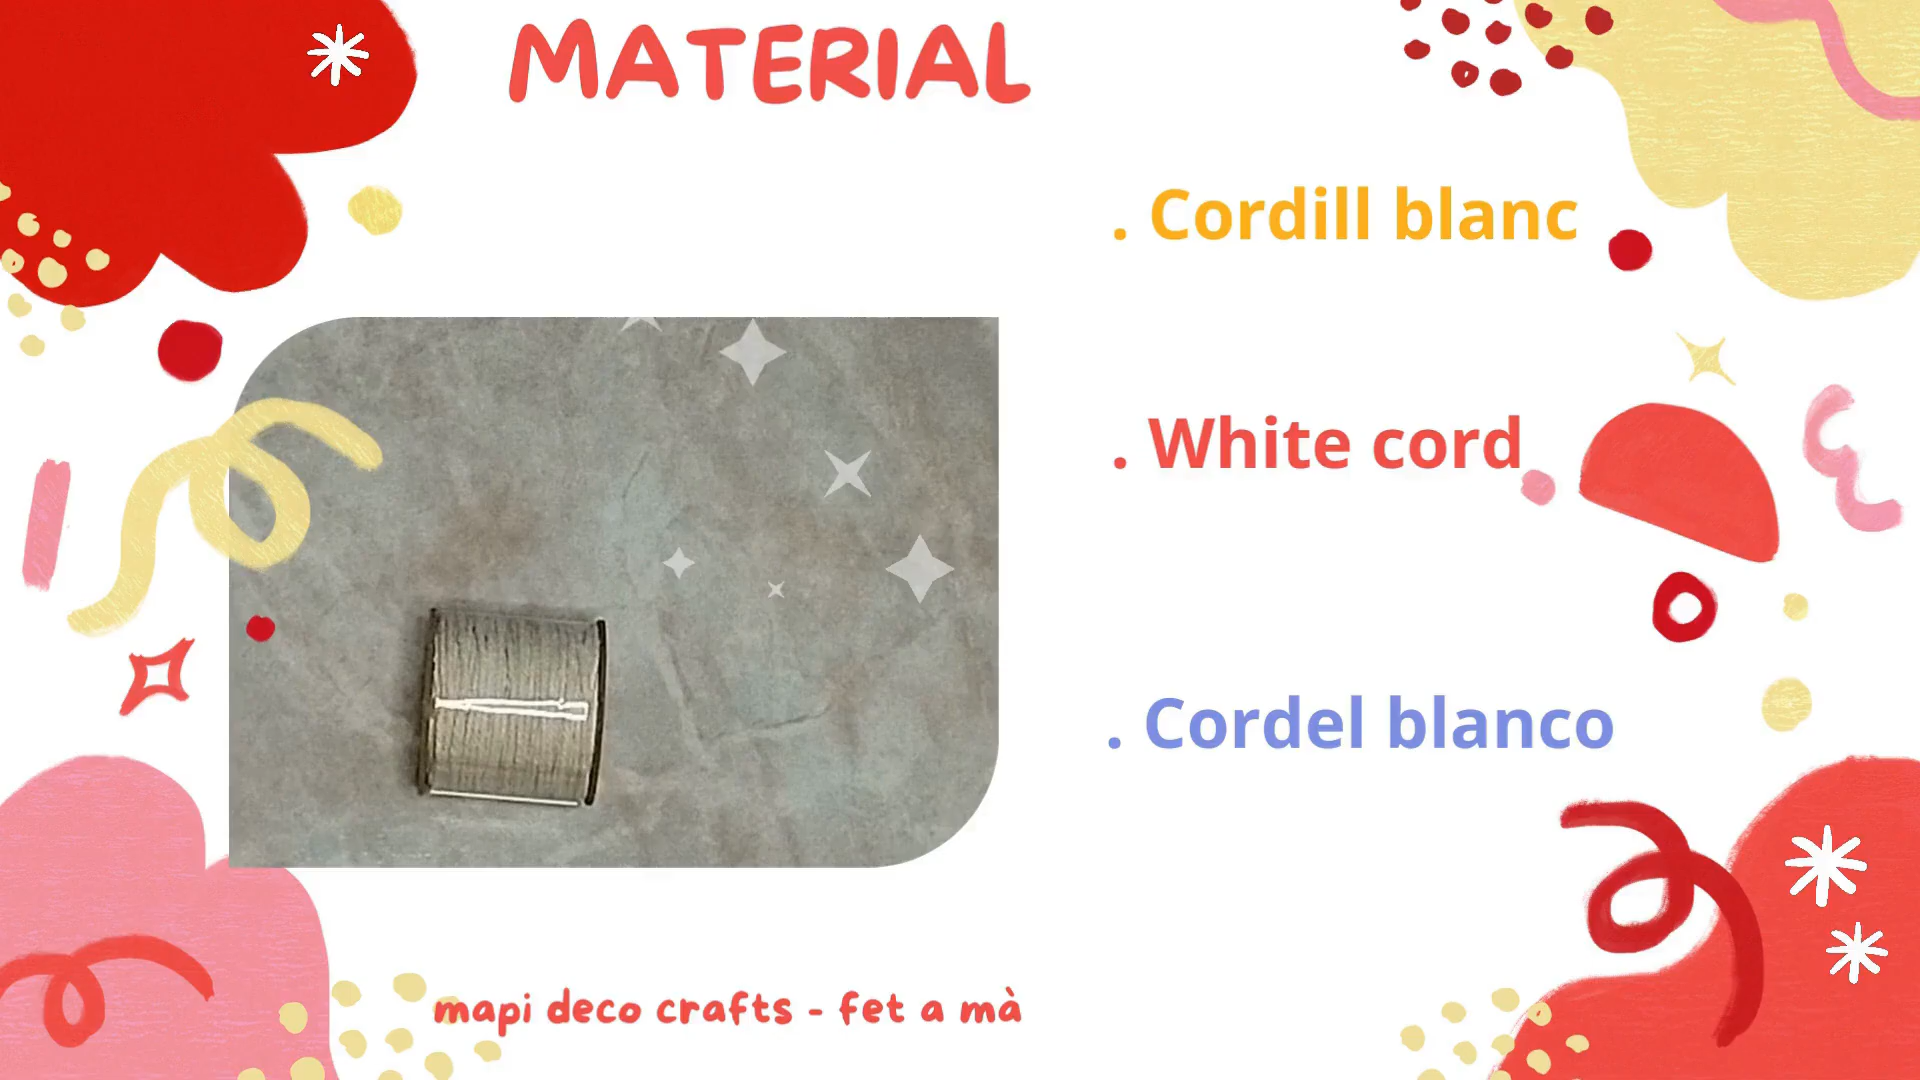 MATERIAL
. Cordill blanc
. White cord
. Cordel blanco
mapi deco crafts - fet a mà